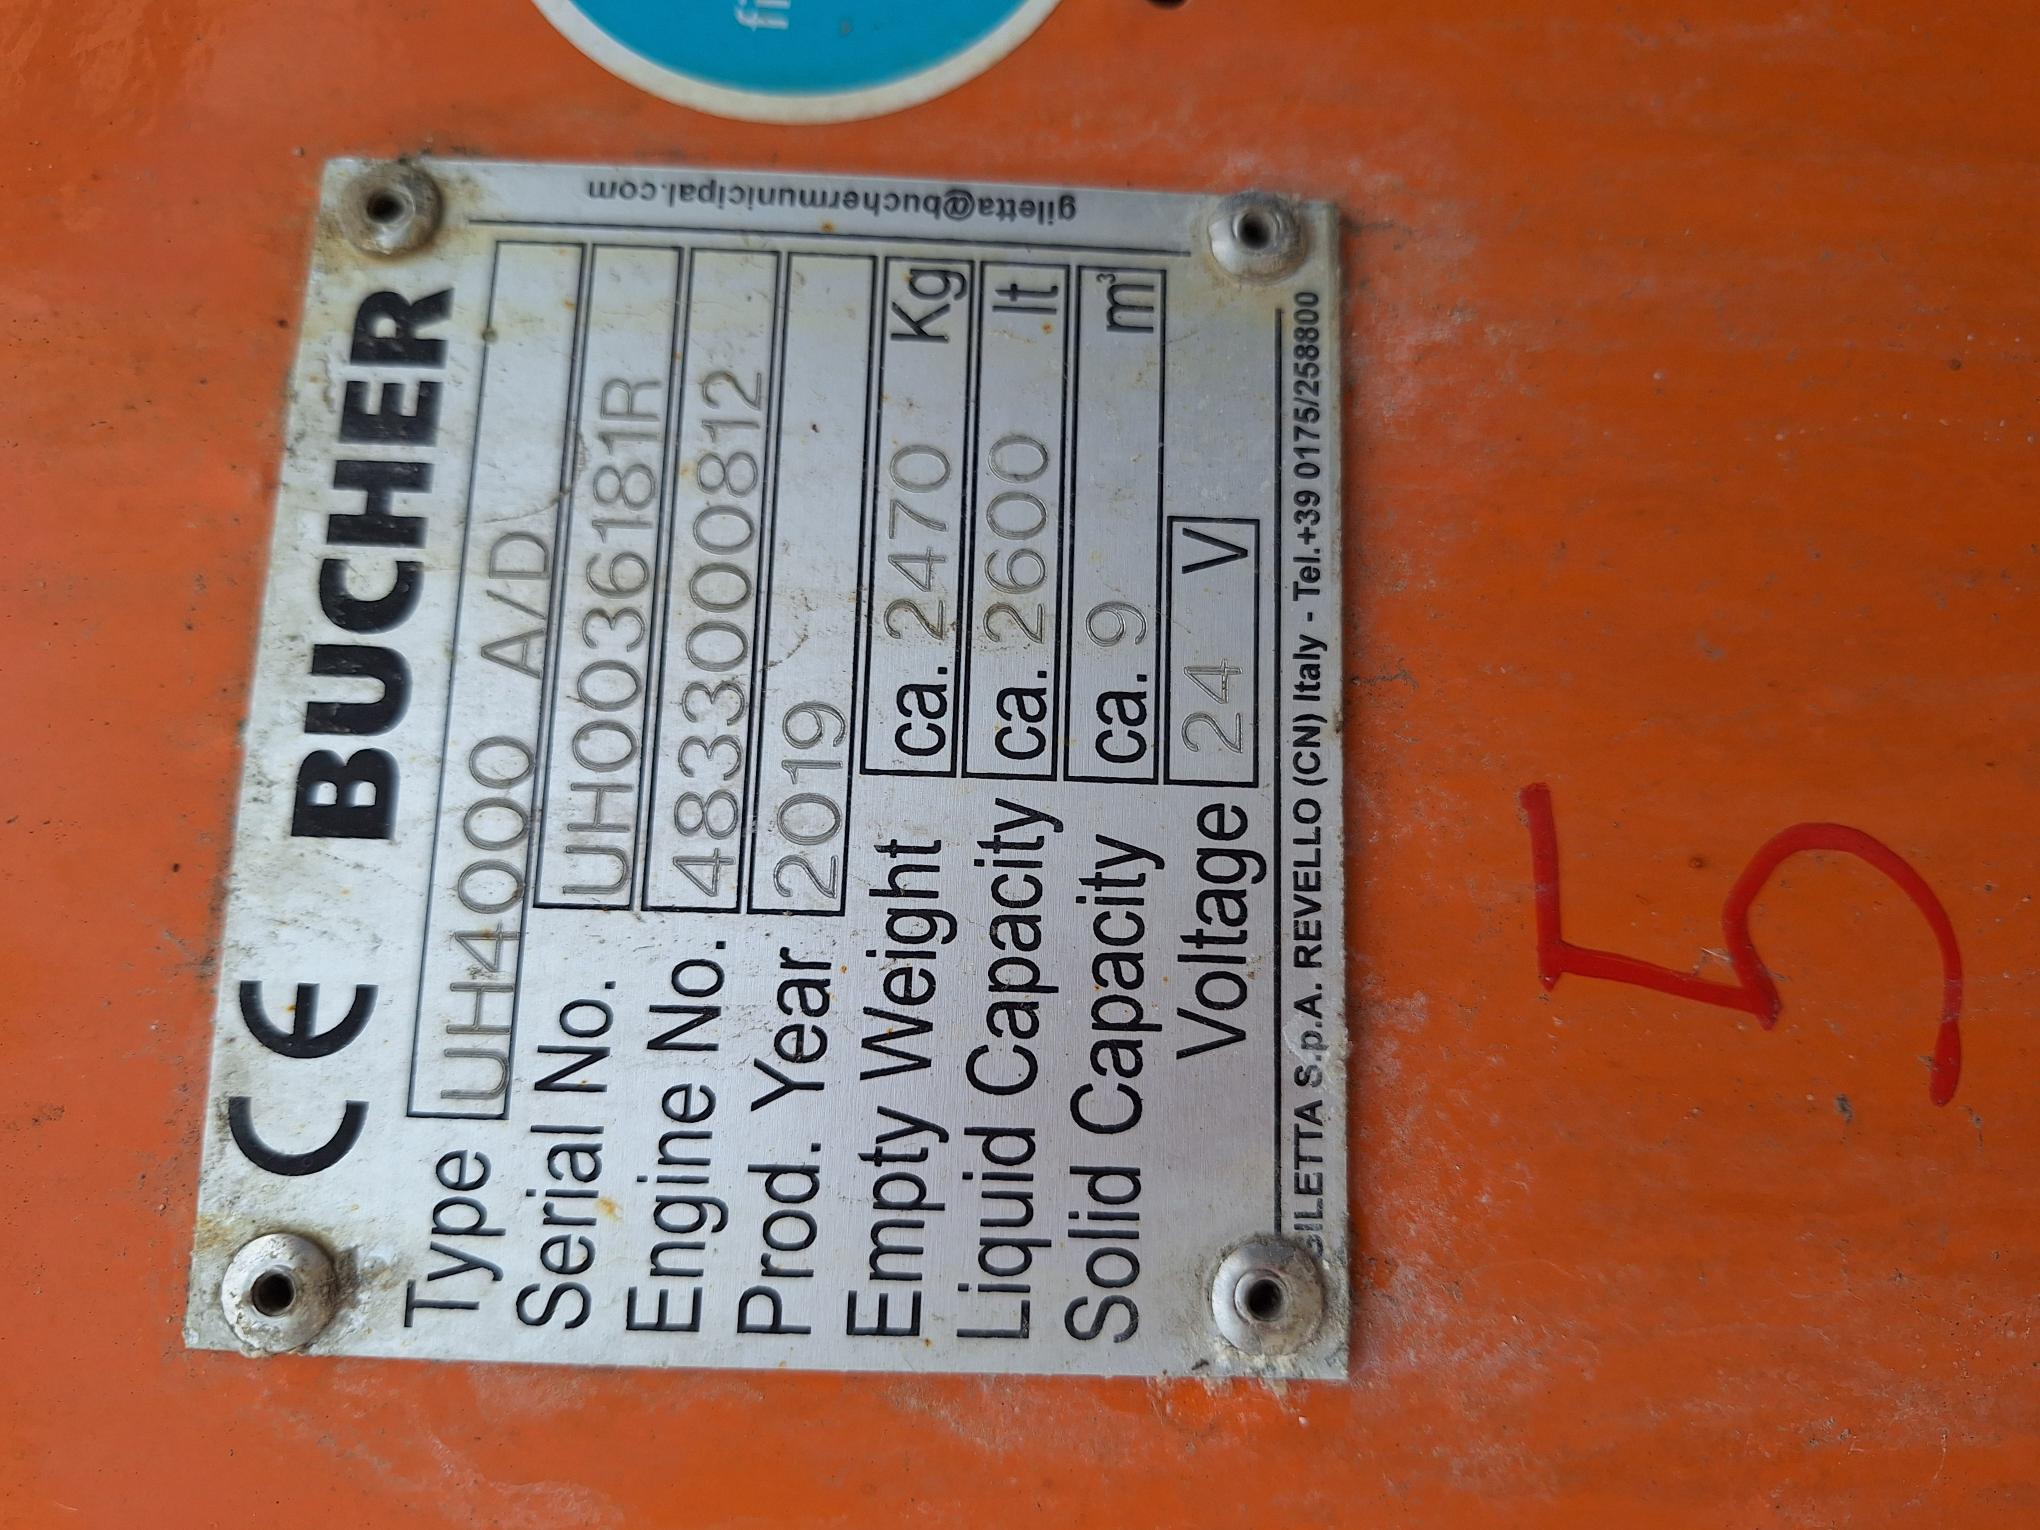 CE BUCHER
Type UH4000 A/D
Serial No. UH003618181R
Engine No. 4833000812
Prod. Year 2019
Empty Weight ca. 2470 Kg
Liquid Capacity ca. 2600 lt
Solid Capacity ca. 9 m³
Voltage 24 V
GILETTA S.p.A. REVELLO (CN) Italy - Tel.+39 0175/258800
giletta@buchermunicipal.com
5